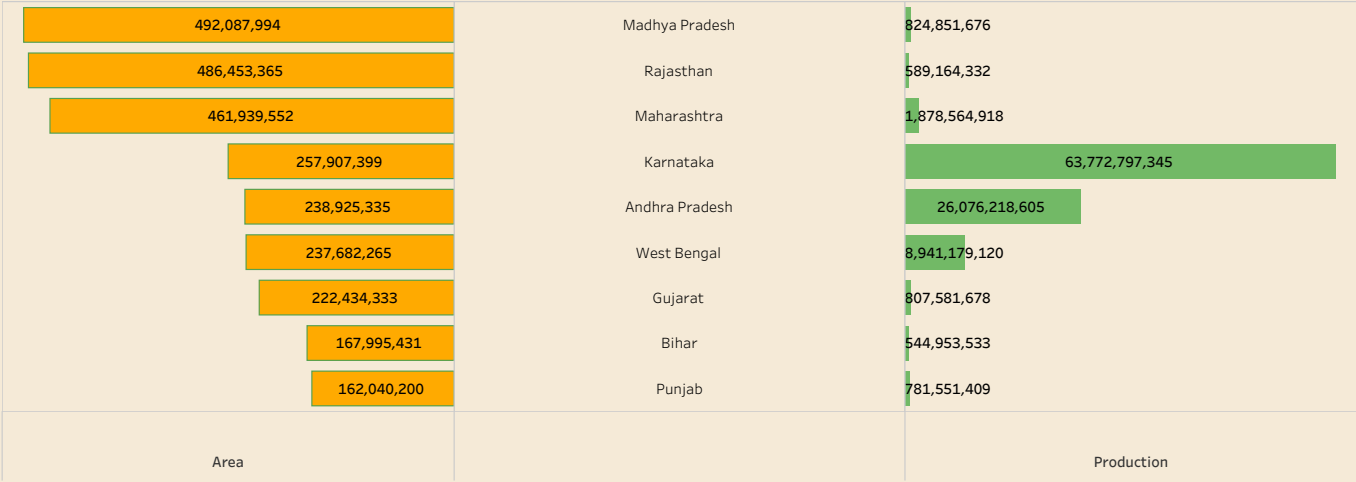 492,087,994 Madhya Pradesh 824,851,676
486,453,365 Rajasthan 589,164,332
461,939,552 Maharashtra 1,878,564,918
257,907,399 Karnataka 63,772,797,345
238,925,335 Andhra Pradesh 26,076,218,605
237,682,265 West Bengal 8,941,179,120
222,434,333 Gujarat 807,581,678
167,995,431 Bihar 544,953,533
162,040,200 Punjab 781,551,409
Area Production